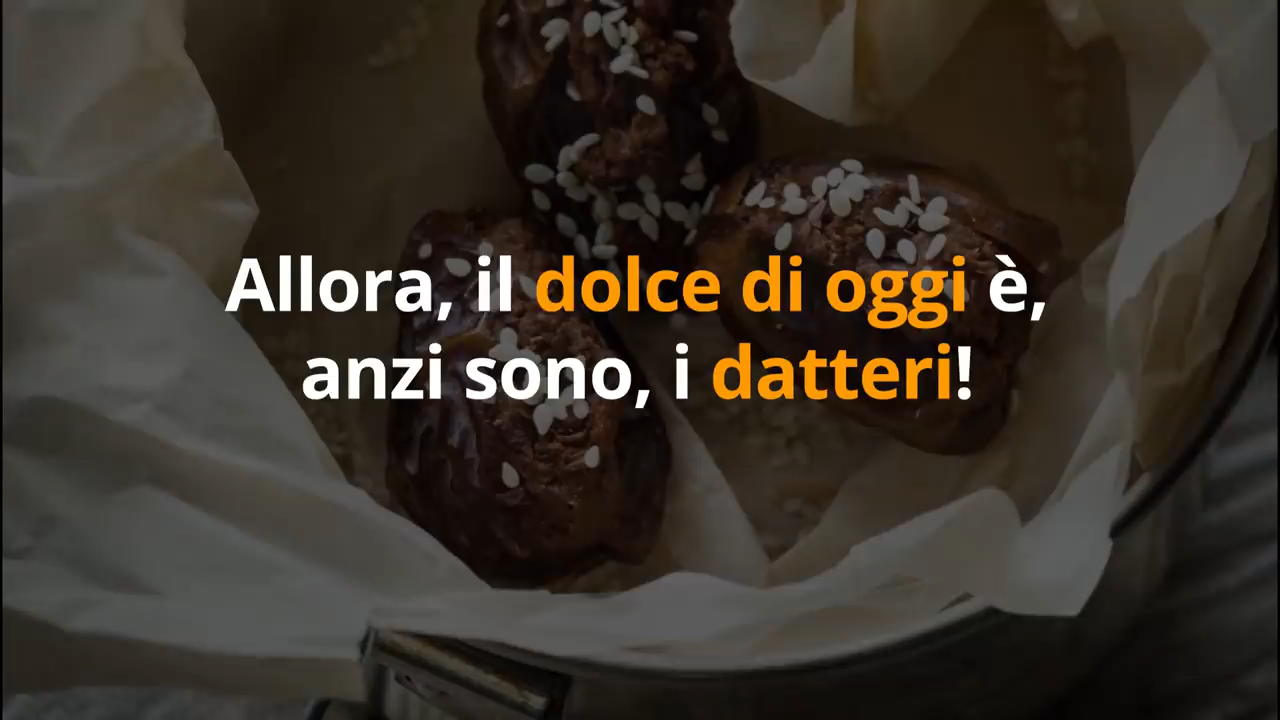 Allora, il dolce di oggi è,
anzi sono, i datteri!